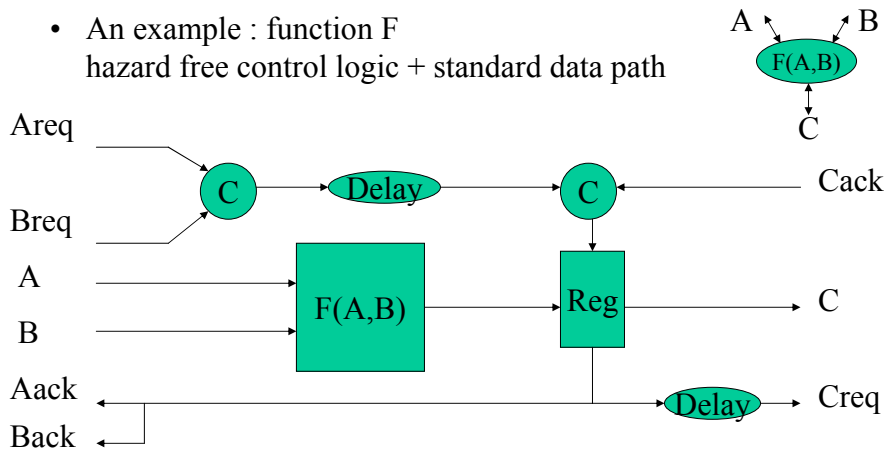 • An example : function F
hazard free control logic + standard data path
A
B
F(A,B)
C
Areq
C
Delay
C
Cack
Breq
A
F(A,B)
Reg
C
B
Aack
Delay
Creq
Back